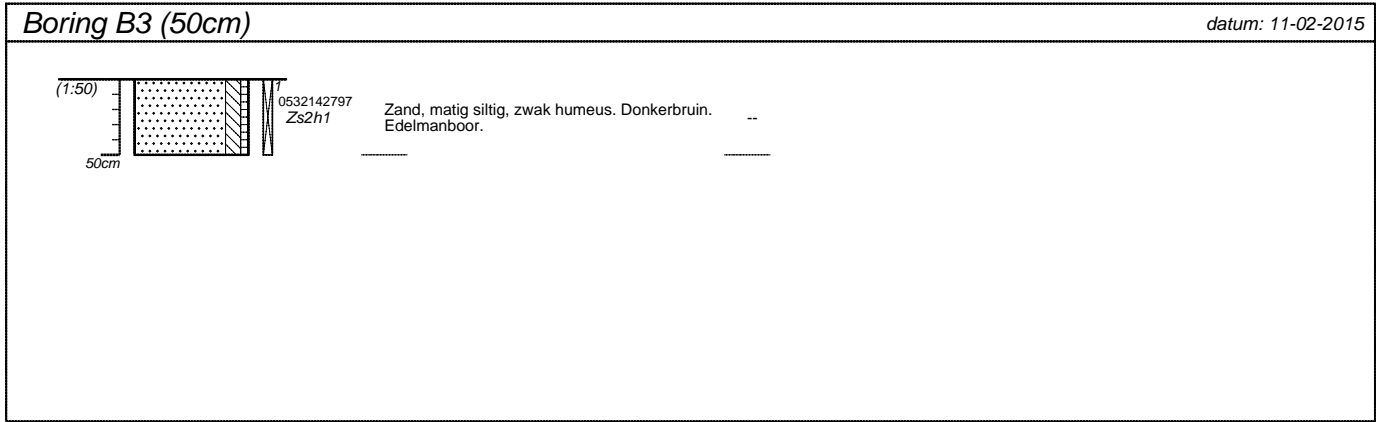 Boring B3 (50cm)
datum: 11-02-2015
(1:50)
1
0532142797
Zs2h1
Zand, matig siltig, zwak humeus. Donkerbruin.
Edelmanboor.
--
50cm